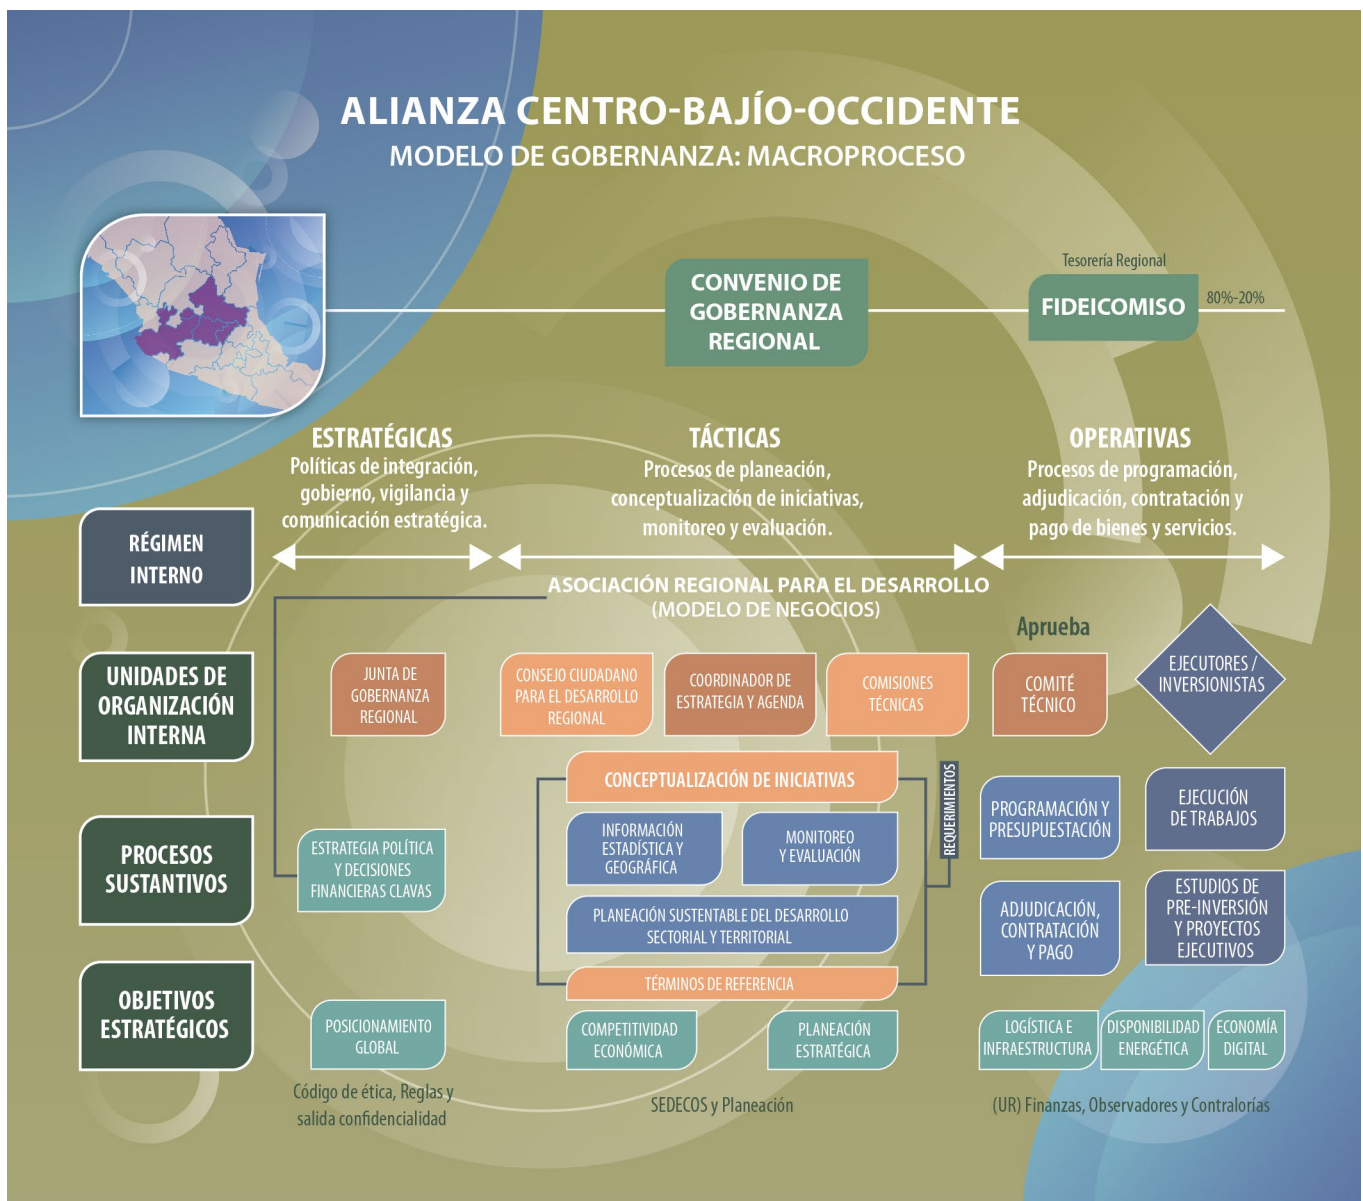 ALIANZA CENTRO-BAJÍO-OCCIDENTE
MODELO DE GOBERNANZA: MACROPROCESO
CONVENIO DE
GOBERNANZA
REGIONAL
Tesorería Regional
FIDEICOMISO
80%-20%
ESTRATÉGICAS
Políticas de integración,
gobierno, vigilancia y
comunicación estratégica.
TÁCTICAS
Procesos de planeación,
conceptualización de iniciativas,
monitoreo y evaluación.
OPERATIVAS
Procesos de programación,
adjudicación, contratación y
pago de bienes y servicios.
RÉGIMEN
INTERNO
ASOCIACIÓN REGIONAL PARA EL DESARROLLO
(MODELO DE NEGOCIOS)
Aprueba
UNIDADES DE
ORGANIZACIÓN
INTERNA
JUNTA DE
GOBERNANZA
REGIONAL
CONSEJO CIUDADANO
PARA EL DESARROLLO
REGIONAL
COORDINADOR DE
ESTRATEGIA Y AGENDA
COMISIONES
TÉCNICAS
COMITÉ
TÉCNICO
EJECUTORES /
INVERSIONISTAS
PROCESOS
SUSTANTIVOS
ESTRATEGIA POLÍTICA
Y DECISIONES
FINANCIERAS CLAVAS
CONCEPTUALIZACIÓN DE INICIATIVAS
INFORMACIÓN
ESTADÍSTICA Y
GEOGRÁFICA
MONITOREO
Y EVALUACIÓN
PLANEACIÓN SUSTENTABLE DEL DESARROLLO
SECTORIAL Y TERRITORIAL
TÉRMINOS DE REFERENCIA
REQUERIMIENTOS
PROGRAMACIÓN Y
PRESUPUESTACIÓN
EJECUCIÓN
DE TRABAJOS
ADJUDICACIÓN,
CONTRATACIÓN
Y PAGO
ESTUDIOS DE
PRE-INVERSIÓN
Y PROYECTOS
EJECUTIVOS
OBJETIVOS
ESTRATÉGICOS
POSICIONAMIENTO
GLOBAL
COMPETITIVIDAD
ECONÓMICA
PLANEACIÓN
ESTRATÉGICA
LOGÍSTICA E
INFRAESTRUCTURA
DISPONIBILIDAD
ENERGÉTICA
ECONOMÍA
DIGITAL
Código de ética, Reglas y
salida confidencialidad
SEDECOS y Planeación
(UR) Finanzas, Observadores y Contralorías